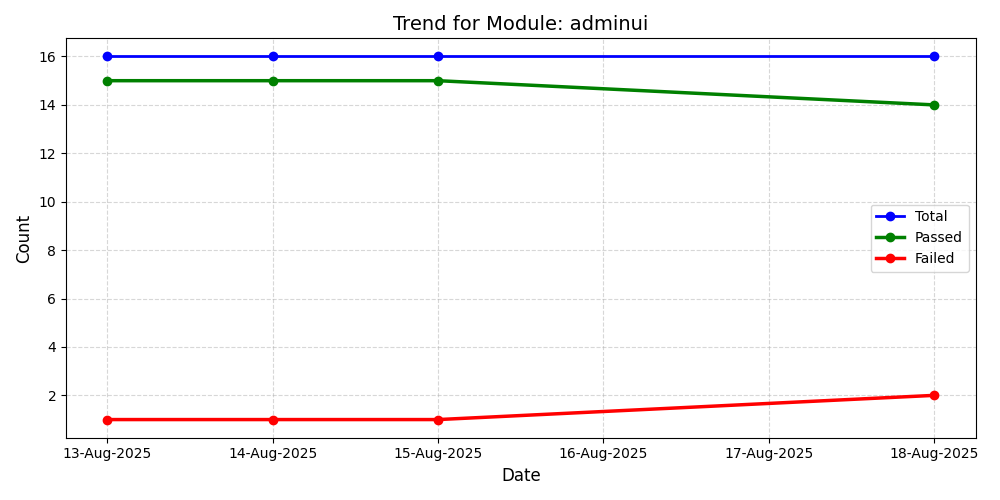 Trend for Module: adminui
16
14
12
10
8
6
4
2
Count
Total
Passed
Failed
13-Aug-2025 14-Aug-2025 15-Aug-2025 16-Aug-2025 17-Aug-2025 18-Aug-2025
Date